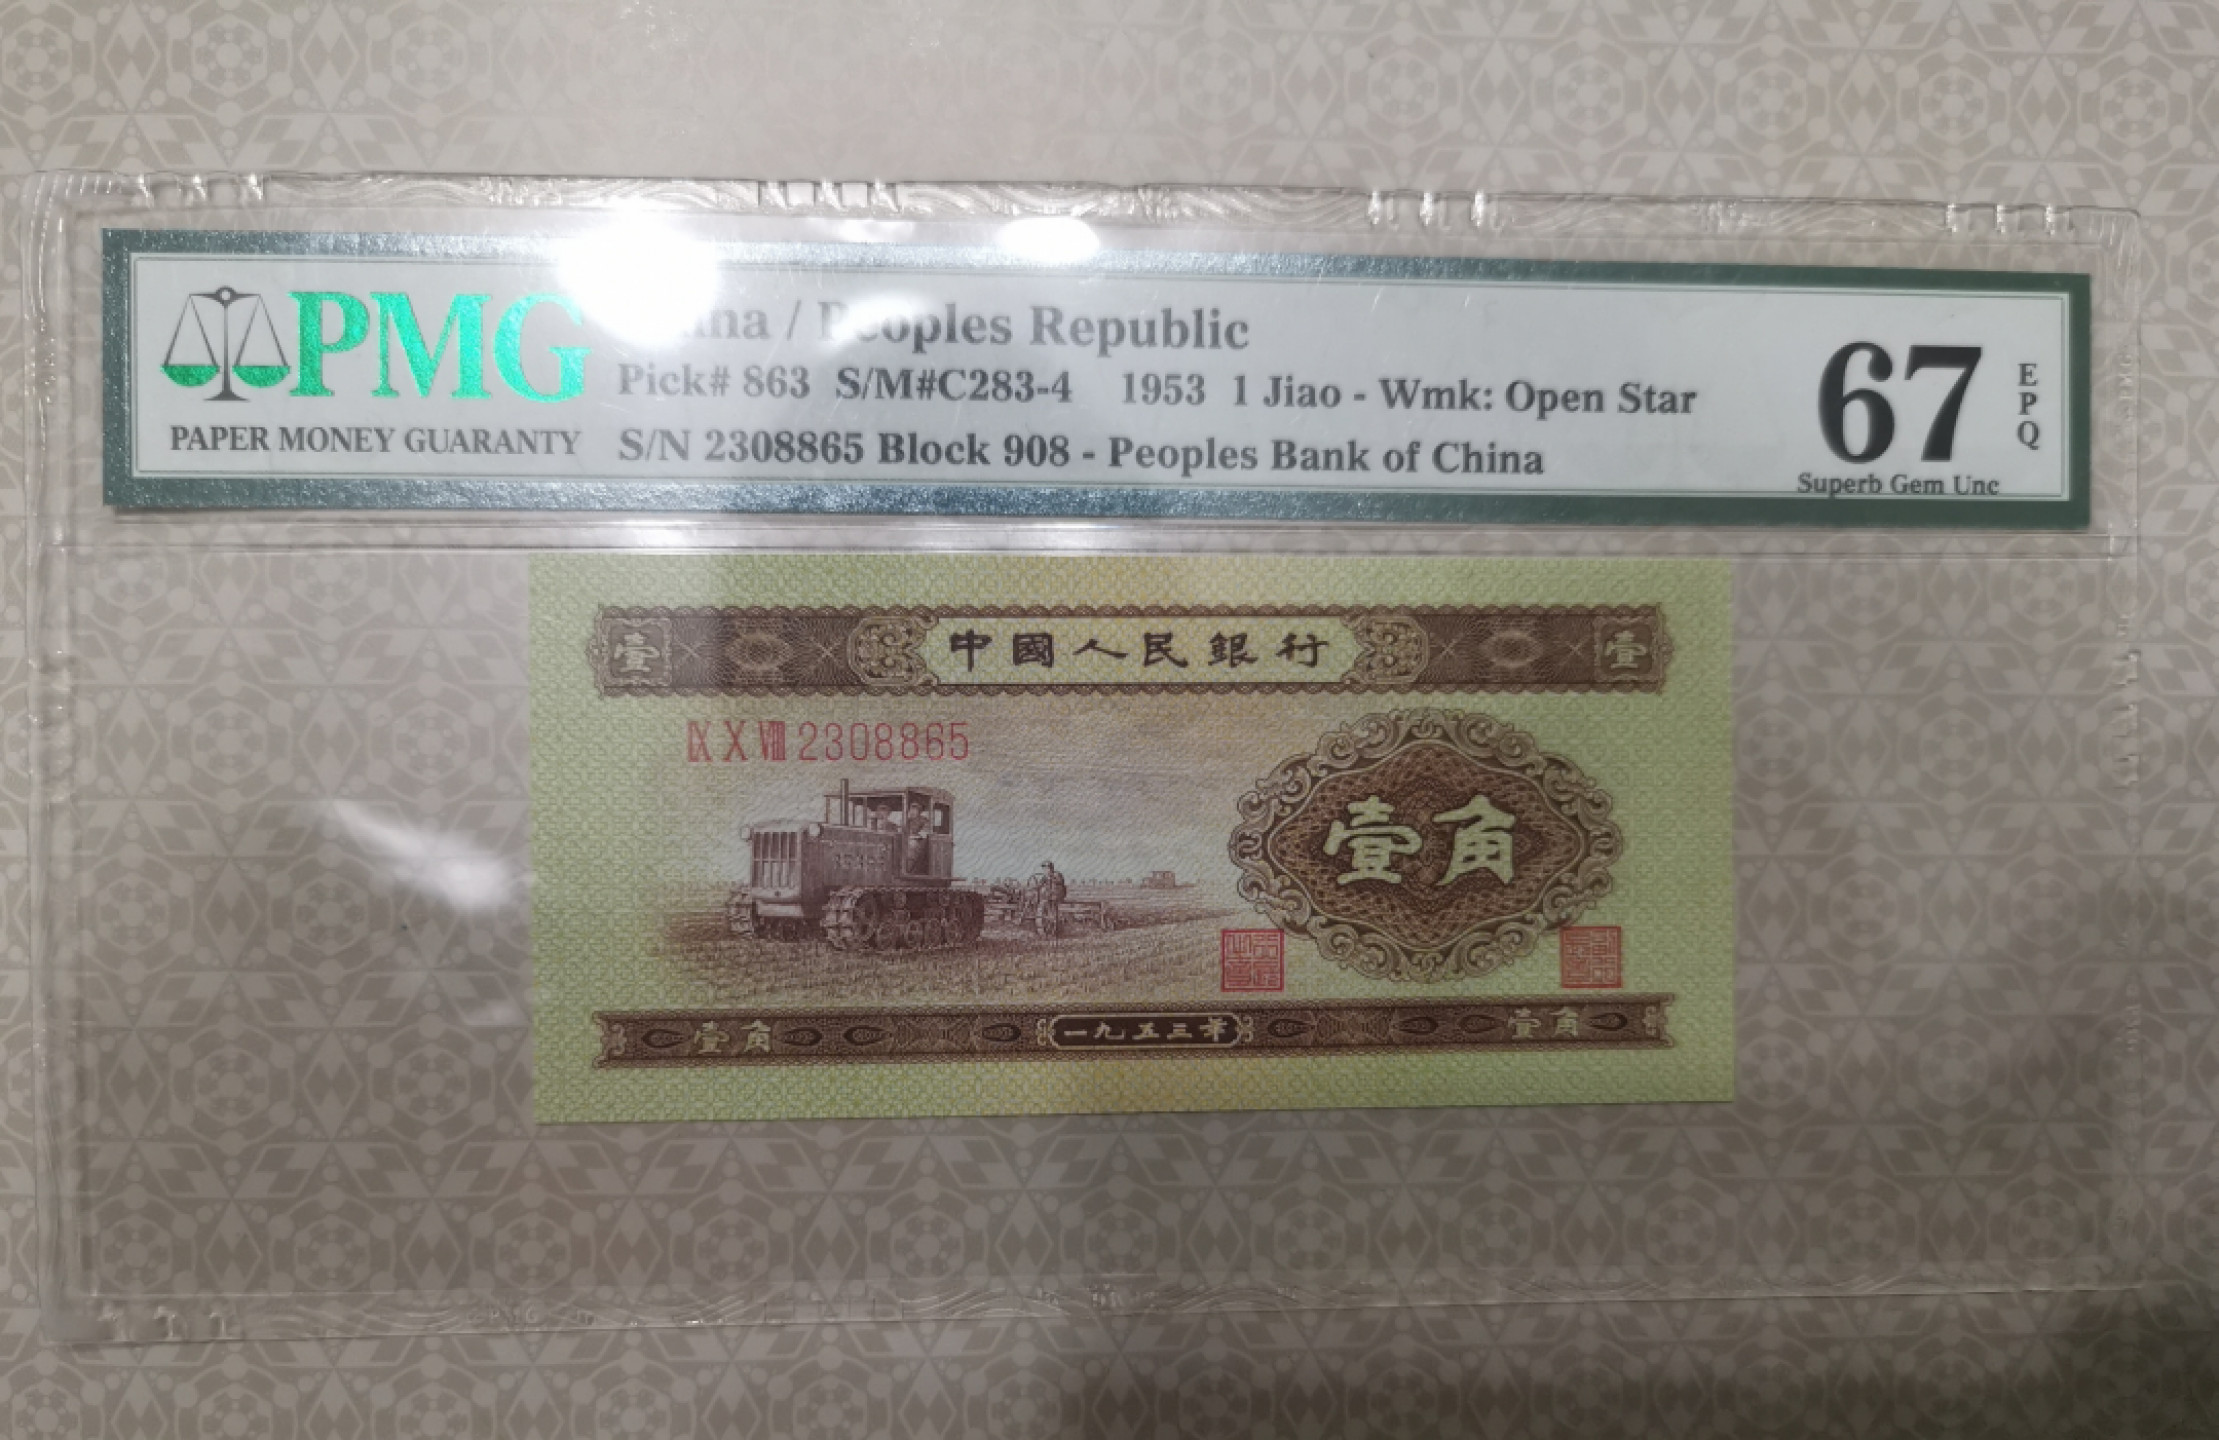 PMG
PAPER MONEY GUARANTY
China / Peoples Republic
Pick# 863 S/M#C283-4 1953 1 Jiao - Wmk: Open Star
S/N 2308865 Block 908 - Peoples Bank of China
67
EPQ
Superb Gem Unc
壹 中國人民銀行 壹
ⅨⅩⅧ 2308865
壹角
壹角 一九五三年 壹角